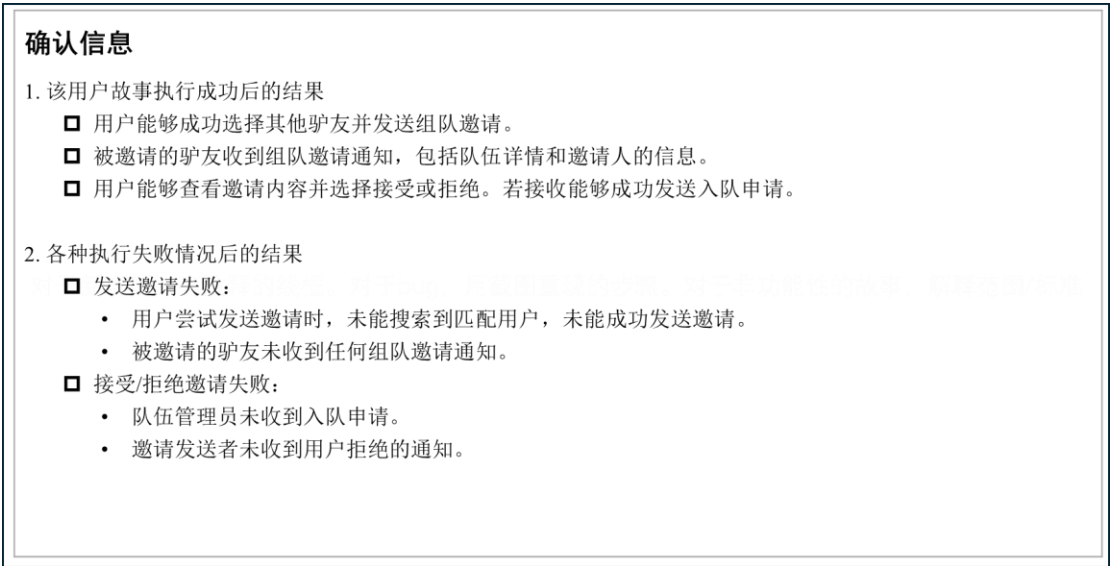 确认信息
1. 该用户故事执行成功后的结果
用户能够成功选择其他驴友并发送组队邀请。
被邀请的驴友收到组队邀请通知，包括队伍详情和邀请人的信息。
用户能够查看邀请内容并选择接受或拒绝。若接收能够成功发送入队申请。
2. 各种执行失败情况后的结果
发送邀请失败：
• 用户尝试发送邀请时，未能搜索到匹配用户，未能成功发送邀请。
• 被邀请的驴友未收到任何组队邀请通知。
接受/拒绝邀请失败：
• 队伍管理员未收到入队申请。
• 邀请发送者未收到用户拒绝的通知。